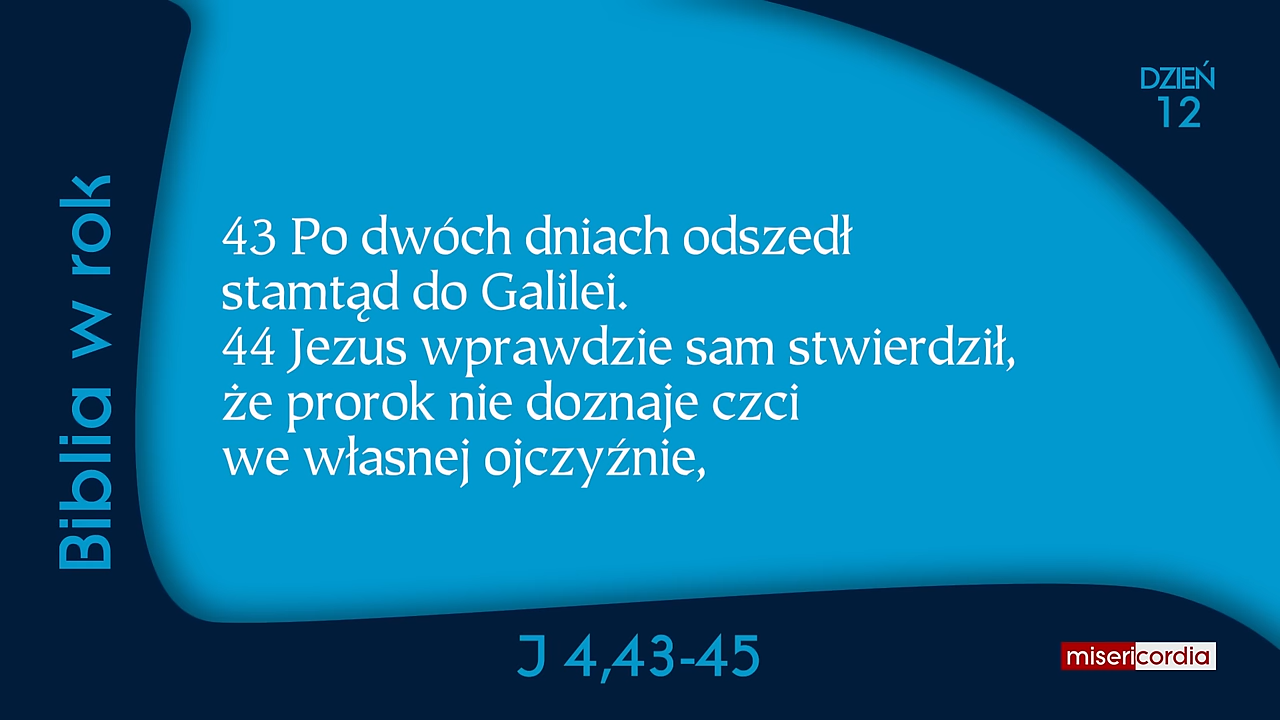 DZIEŃ
12
Biblia w rok
43 Po dwóch dniach odszedł
stamtąd do Galilei.
44 Jezus wprawdzie sam stwierdził,
że prorok nie doznaje czci
we własnej ojczyźnie,
J 4,43-45
misericordia